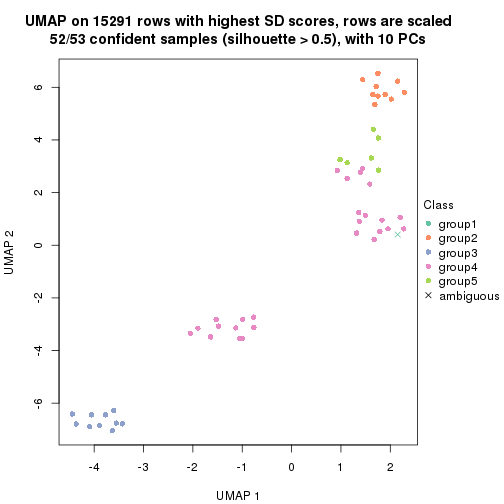 UMAP on 15291 rows with highest SD scores, rows are scaled
52/53 confident samples (silhouette > 0.5), with 10 PCs
UMAP 2
6
4
2
0
-2
-4
-6
-4
-3
-2
-1
0
1
2
UMAP 1
Class
group1
group2
group3
group4
group5
ambiguous